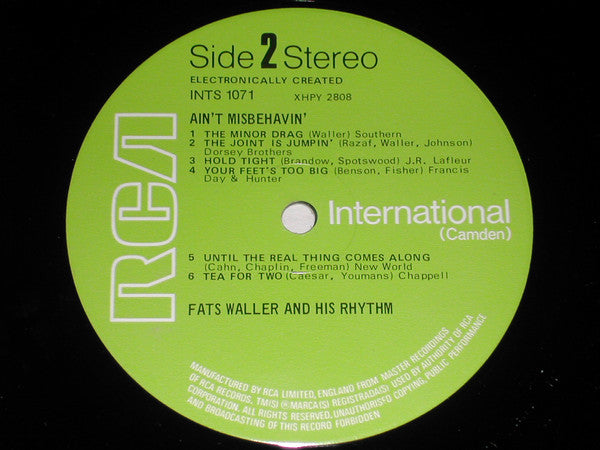 Side 2 Stereo
ELECTRONICALLY CREATED
INTS 1071 XHPY 2808
AIN'T MISBEHAVIN'
1 THE MINOR DRAG (Waller) Southern
2 THE JOINT IS JUMPIN' (Razaf, Waller, Johnson)
Dorsey Brothers
3 HOLD TIGHT (Brandow, Spotswood) J.R. Lafleur
4 YOUR FEET'S TOO BIG (Benson, Fisher) Francis
Day & Hunter
RCA
International
(Camden)
5 UNTIL THE REAL THING COMES ALONG
(Cahn, Chaplin, Freeman) New World
6 TEA FOR TWO (Caesar, Youmans) Chappell
FATS WALLER AND HIS RHYTHM
MANUFACTURED BY RCA LIMITED, ENGLAND FROM MASTER RECORDINGS
OF RCA RECORDS, TM(S) ® MARCA(S) REGISTRADA(S) USED BY AUTHORITY OF RCA
CORPORATION. ALL RIGHTS RESERVED. UNAUTHORISED COPYING, PUBLIC PERFORMANCE
AND BROADCASTING OF THIS RECORD FORBIDDEN